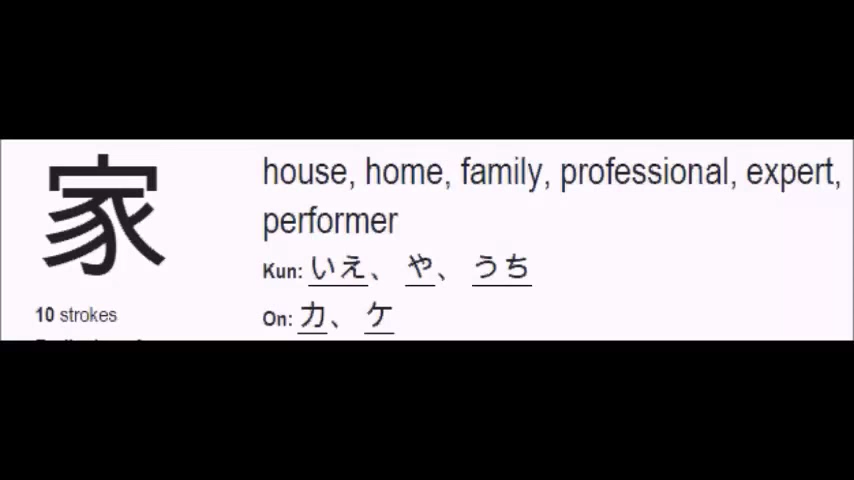 家
house, home, family, professional, expert,
performer
Kun: いえ、 や、 うち
10 strokes
On: カ、 ケ